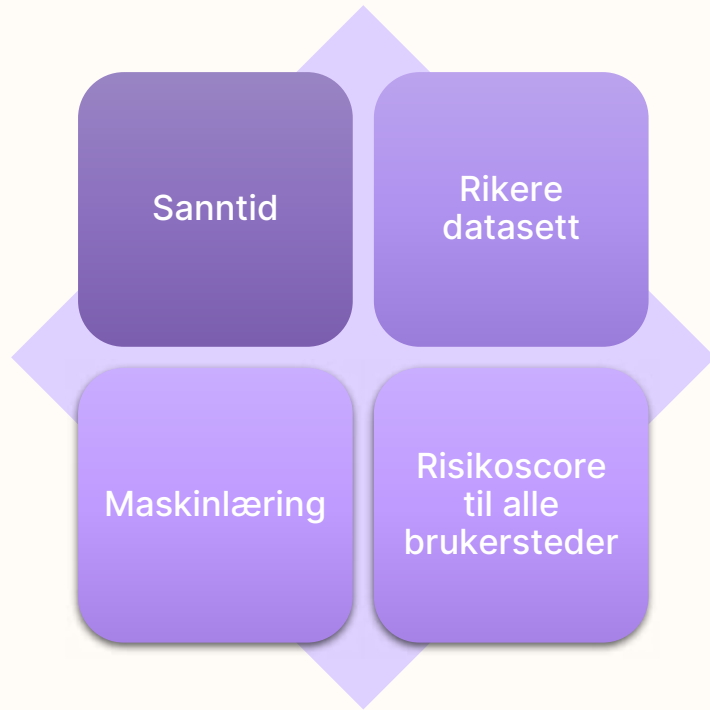 Sanntid
Rikere
datasett
Maskinlæring
Risikoscore
til alle
brukersteder